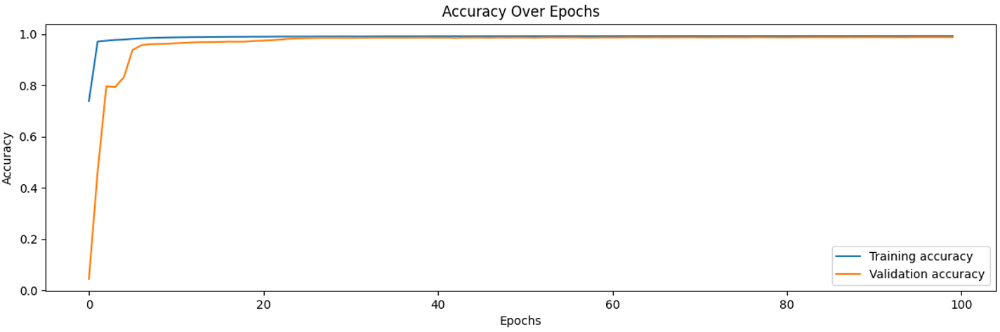 Accuracy Over Epochs
Accuracy
1.0
0.8
0.6
0.4
0.2
0.0
Training accuracy
Validation accuracy
0 20 40 60 80 100
Epochs